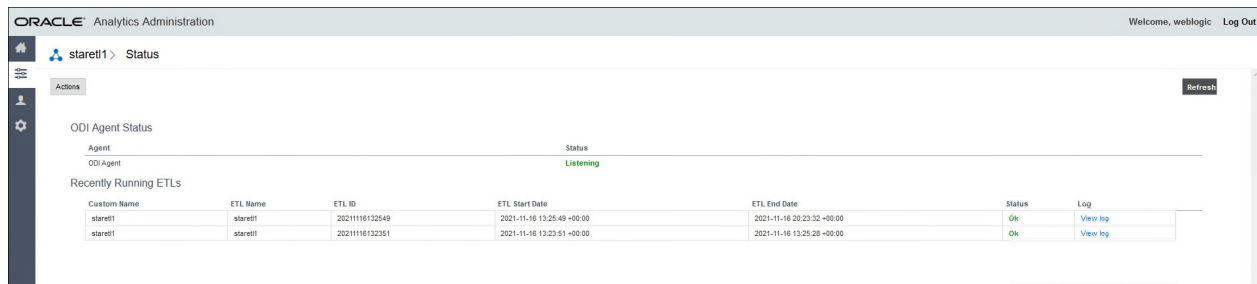 ORACLE® Analytics Administration Welcome, weblogic Log Out
staretl1 > Status
Actions Refresh
ODI Agent Status
Agent Status
ODI Agent Listening
Recently Running ETLs
Custom Name ETL Name ETL ID ETL Start Date ETL End Date Status Log
staretl1 staretl1 20211116132549 2021-11-16 13:25:49 +00:00 2021-11-16 20:23:32 +00:00 Ok View log
staretl1 staretl1 20211116132351 2021-11-16 13:23:51 +00:00 2021-11-16 13:25:28 +00:00 Ok View log